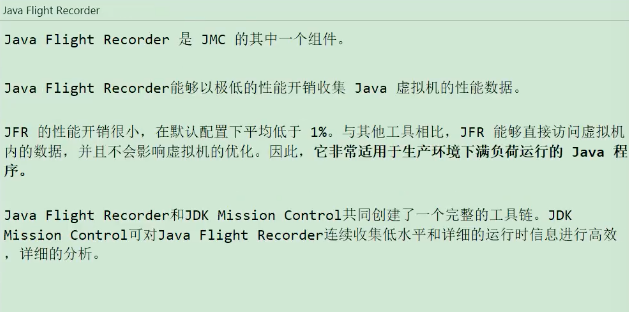 Java Flight Recorder
Java Flight Recorder 是 JMC 的其中一个组件。
Java Flight Recorder能够以极低的性能开销收集 Java 虚拟机的性能数据。
JFR 的性能开销很小，在默认配置下平均低于 1%。与其他工具相比，JFR 能够直接访问虚拟机
内的数据，并且不会影响虚拟机的优化。因此，它非常适用于生产环境下满负荷运行的 Java 程
序。
Java Flight Recorder和JDK Mission Control共同创建了一个完整的工具链。JDK
Mission Control可对Java Flight Recorder连续收集低水平和详细的运行时信息进行高效
，详细的分析。